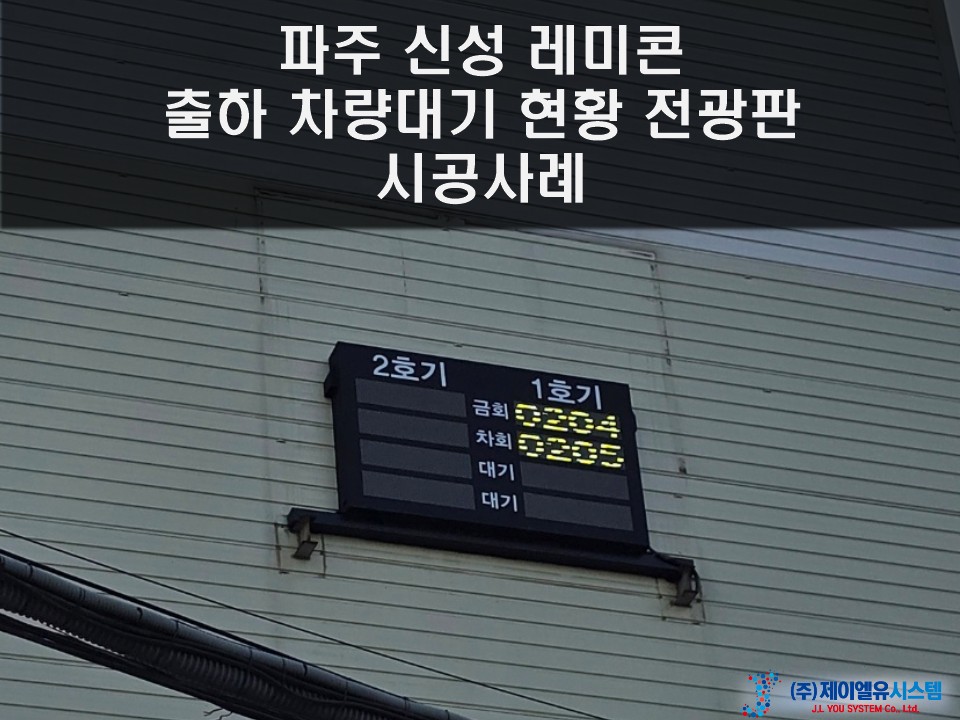 파주 신성 레미콘
출하 차량대기 현황 전광판
시공사례
2호기 1호기
금회 0204
차회 0205
대기
대기
(주)제이엘유시스템
J.L YOU SYSTEM Co., Ltd.